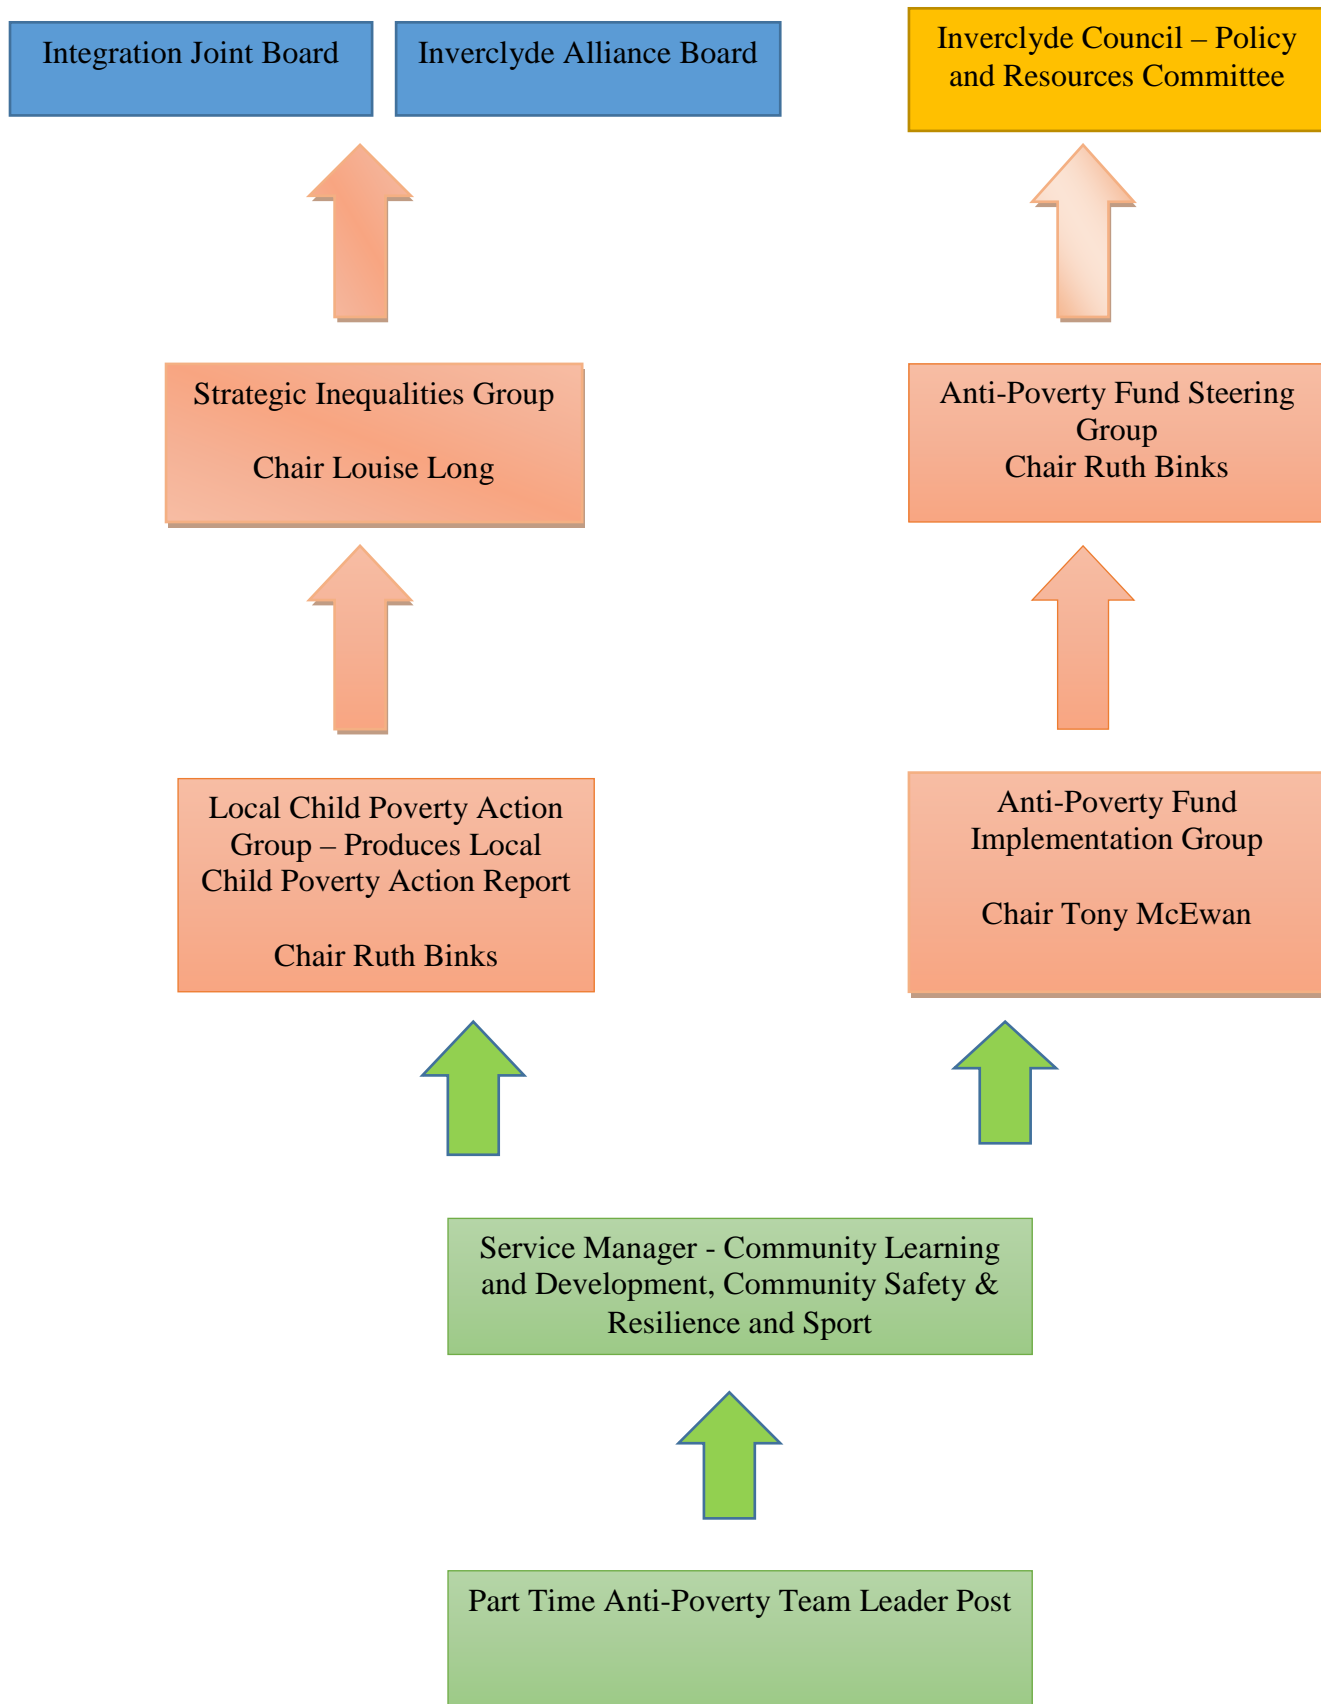 Integration Joint Board
Inverclyde Alliance Board
Inverclyde Council – Policy
and Resources Committee
Strategic Inequalities Group
Chair Louise Long
Anti-Poverty Fund Steering
Group
Chair Ruth Binks
Local Child Poverty Action
Group – Produces Local
Child Poverty Action Report
Chair Ruth Binks
Anti-Poverty Fund
Implementation Group
Chair Tony McEwan
Service Manager - Community Learning
and Development, Community Safety &
Resilience and Sport
Part Time Anti-Poverty Team Leader Post